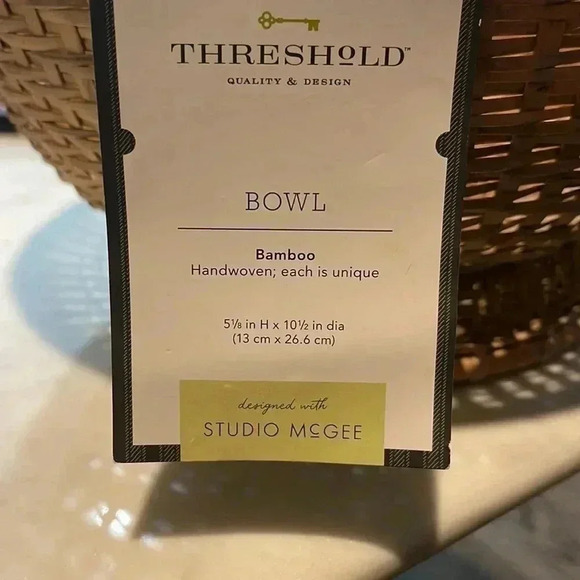 THRESHOLD™
QUALITY & DESIGN
BOWL
Bamboo
Handwoven; each is unique
5⅛ in H x 10½ in dia
(13 cm x 26.6 cm)
designed with
STUDIO McGEE